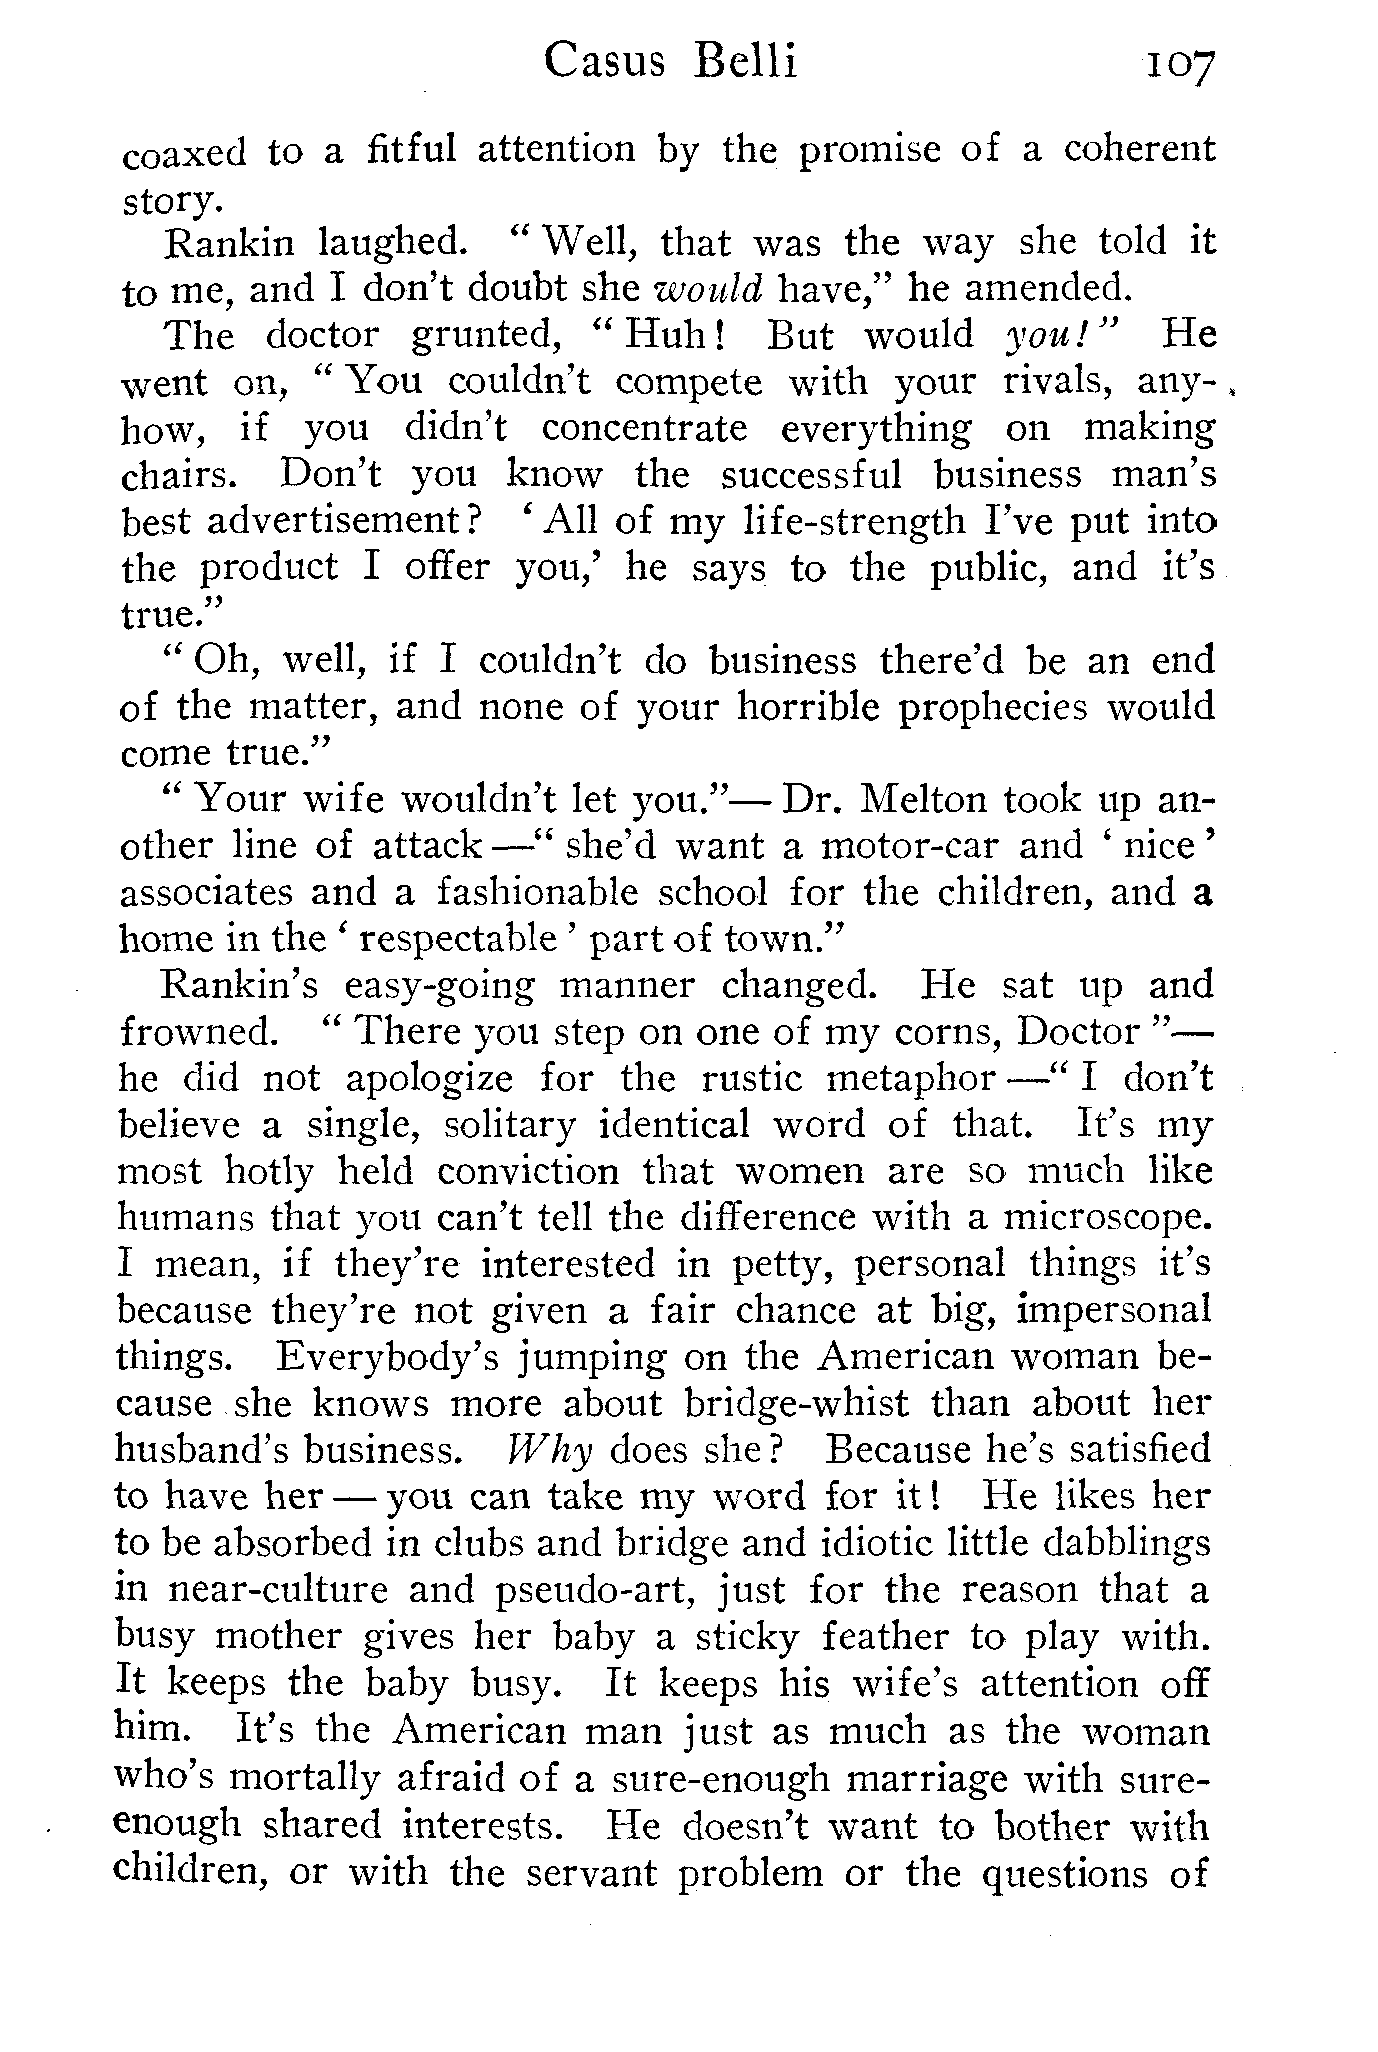 Casus Belli 107
coaxed to a fitful attention by the promise of a coherent
story.
Rankin laughed. “ Well, that was the way she told it
to me, and I don’t doubt she would have,” he amended.
The doctor grunted, “ Huh! But would you!” He
went on, “ You couldn’t compete with your rivals, any-
how, if you didn’t concentrate everything on making
chairs. Don’t you know the successful business man’s
best advertisement? ‘ All of my life-strength I’ve put into
the product I offer you,’ he says to the public, and it’s
true.”
“ Oh, well, if I couldn’t do business there’d be an end
of the matter, and none of your horrible prophecies would
come true.”
“ Your wife wouldn’t let you.”— Dr. Melton took up an-
other line of attack —“ she’d want a motor-car and ‘ nice ’
associates and a fashionable school for the children, and a
home in the ‘ respectable ’ part of town.”
Rankin’s easy-going manner changed. He sat up and
frowned. “ There you step on one of my corns, Doctor ”—
he did not apologize for the rustic metaphor —“ I don’t
believe a single, solitary identical word of that. It’s my
most hotly held conviction that women are so much like
humans that you can’t tell the difference with a microscope.
I mean, if they’re interested in petty, personal things it’s
because they’re not given a fair chance at big, impersonal
things. Everybody’s jumping on the American woman be-
cause she knows more about bridge-whist than about her
husband’s business. Why does she? Because he’s satisfied
to have her — you can take my word for it! He likes her
to be absorbed in clubs and bridge and idiotic little dabblings
in near-culture and pseudo-art, just for the reason that a
busy mother gives her baby a sticky feather to play with.
It keeps the baby busy. It keeps his wife’s attention off
him. It’s the American man just as much as the woman
who’s mortally afraid of a sure-enough marriage with sure-
enough shared interests. He doesn’t want to bother with
children, or with the servant problem or the questions of